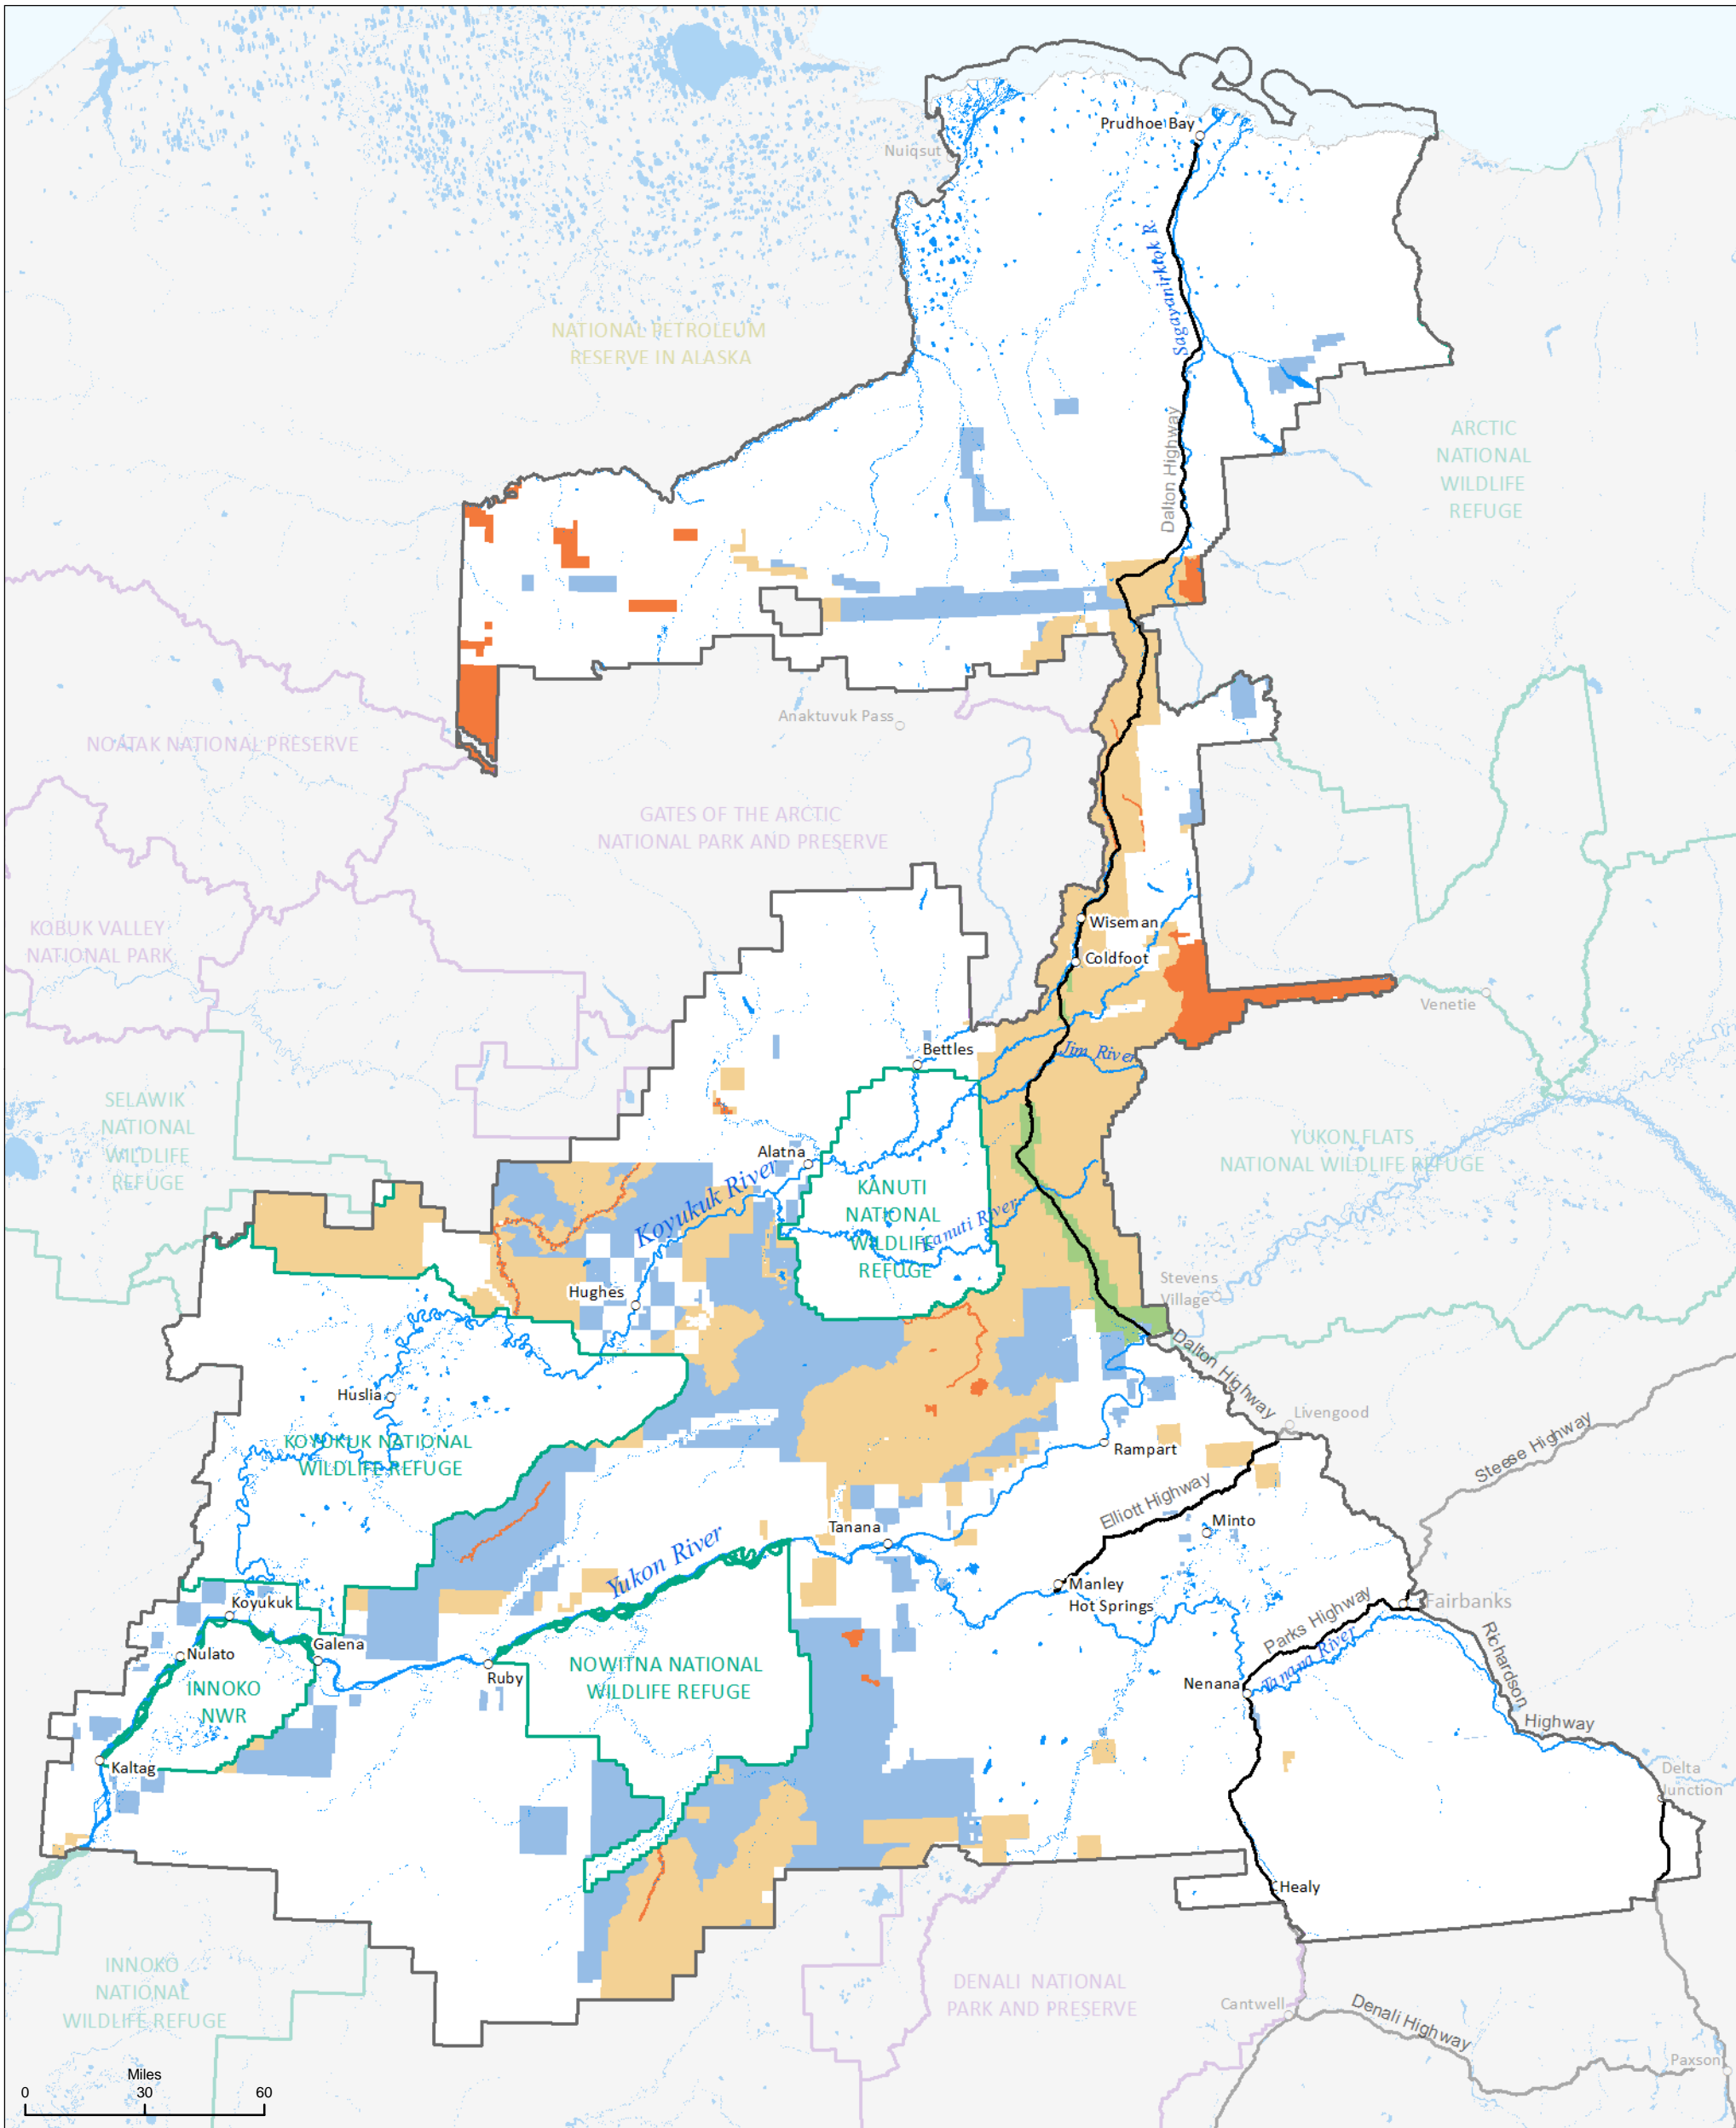 Prudhoe Bay
Nuiqsut
Sagavanirktok R.
NATIONAL PETROLEUM
RESERVE IN ALASKA
Dalton Highway
ARCTIC
NATIONAL
WILDLIFE
REFUGE
Anaktuvuk Pass
NOATAK NATIONAL PRESERVE
GATES OF THE ARCTIC
NATIONAL PARK AND PRESERVE
KOBUK VALLEY
NATIONAL PARK
Wiseman
Coldfoot
Venetie
Bettles
Jim River
SELAWIK
NATIONAL
WILDLIFE
REFUGE
YUKON FLATS
NATIONAL WILDLIFE REFUGE
Alatna
Koyukuk River
KANUTI
NATIONAL
WILDLIFE
REFUGE
Kanuti River
Hughes
Stevens
Village
Dalton Highway
Huslia
Livengood
KOYUKUK NATIONAL
WILDLIFE REFUGE
Rampart
Steese Highway
Elliott Highway
Tanana
Minto
Yukon River
Manley
Hot Springs
Koyukuk
Parks Highway
Fairbanks
Nulato
Galena
Ruby
INNOKO
NWR
NOWITNA NATIONAL
WILDLIFE REFUGE
Nenana
Tanana River
Richardson
Highway
Kaltag
Delta
Junction
Healy
INNOKO
NATIONAL
WILDLIFE REFUGE
DENALI NATIONAL
PARK AND PRESERVE
Cantwell
Denali Highway
Paxson
Miles
0 30 60